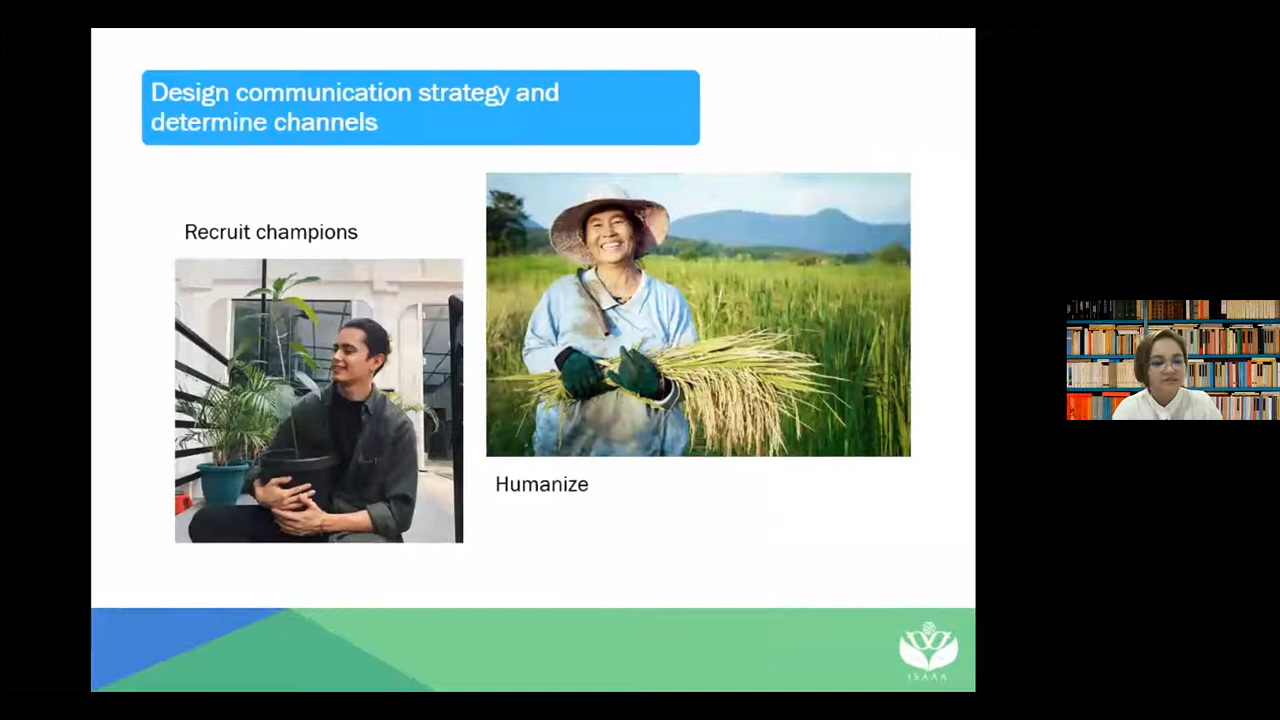 Design communication strategy and
determine channels
Recruit champions
Humanize
ISAAA